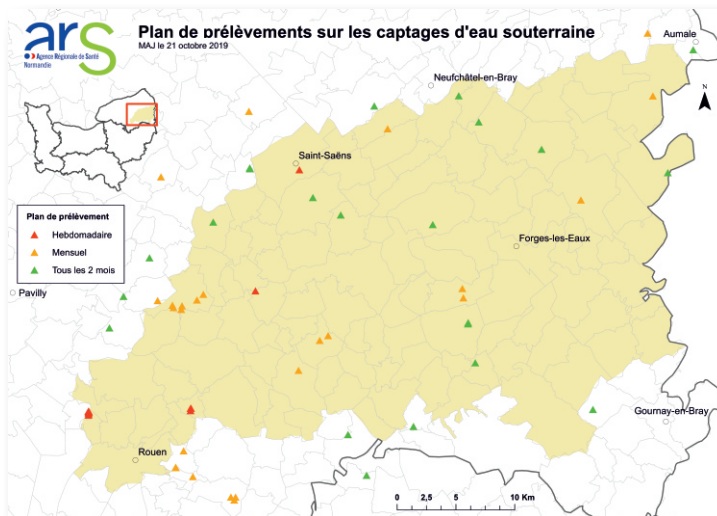 ars
Agence Régionale de Santé
Normandie
Plan de prélèvements sur les captages d'eau souterraine
MAJ le 21 octobre 2019
Aumale
Neufchâtel-en-Bray
N
Saint-Saëns
Plan de prélèvement
Hebdomadaire
Mensuel
Tous les 2 mois
Forges-les-Eaux
Pavilly
Gournay-en-Bray
Rouen
0 2,5 5 10 Km